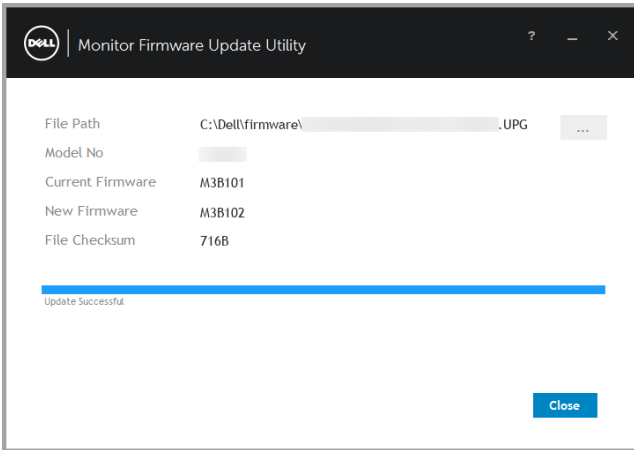 DELL Monitor Firmware Update Utility ?
File Path C:\Dell\firmware\ .UPG ...
Model No
Current Firmware M3B101
New Firmware M3B102
File Checksum 716B
Update Successful
Close